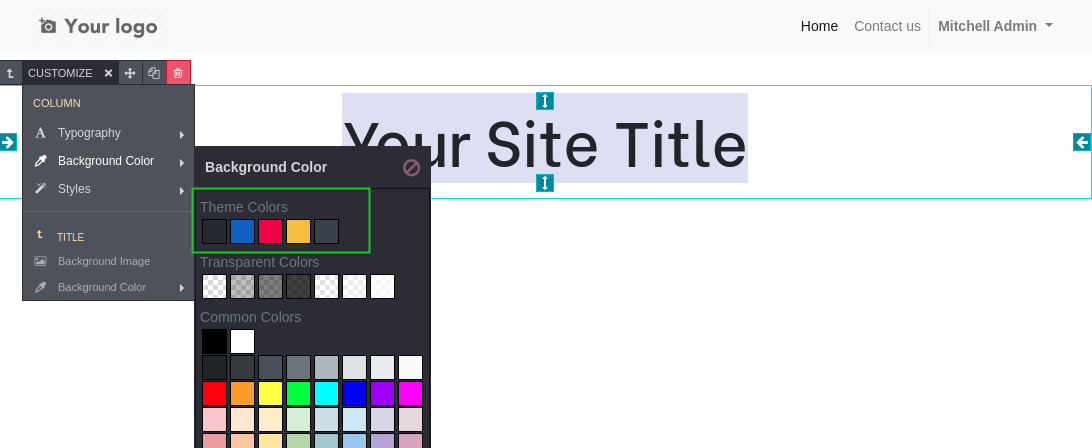 Your logo
Home Contact us Mitchell Admin
CUSTOMIZE
COLUMN
Typography
Background Color
Styles
TITLE
Background Image
Background Color
Your Site Title
Background Color
Theme Colors
Transparent Colors
Common Colors